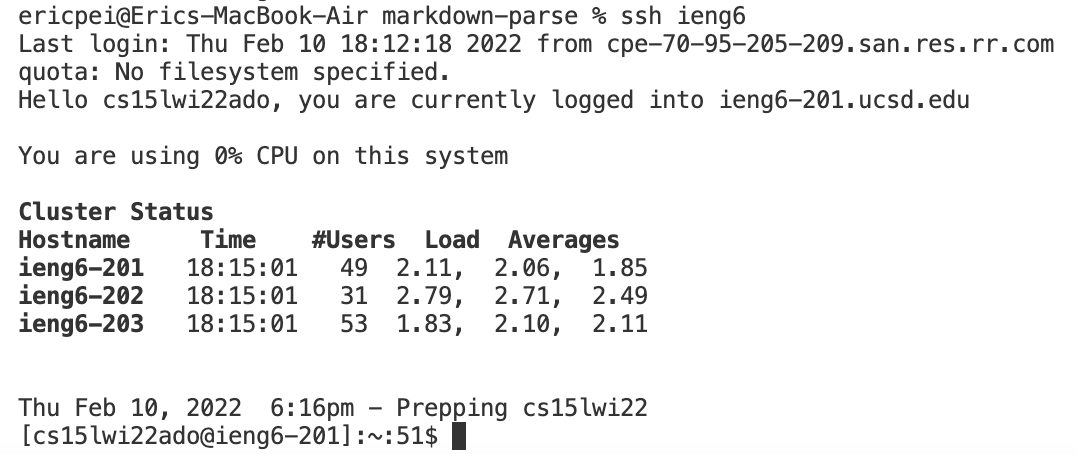 ericpei@Erics-MacBook-Air markdown-parse % ssh ieng6
Last login: Thu Feb 10 18:12:18 2022 from cpe-70-95-205-209.san.res.rr.com
quota: No filesystem specified.
Hello cs15lwi22ado, you are currently logged into ieng6-201.ucsd.edu
You are using 0% CPU on this system
Cluster Status
Hostname     Time    #Users  Load  Averages
ieng6-201   18:15:01   49  2.11,  2.06,  1.85
ieng6-202   18:15:01   31  2.79,  2.71,  2.49
ieng6-203   18:15:01   53  1.83,  2.10,  2.11
Thu Feb 10, 2022  6:16pm - Prepping cs15lwi22
[cs15lwi22ado@ieng6-201]:~:51$